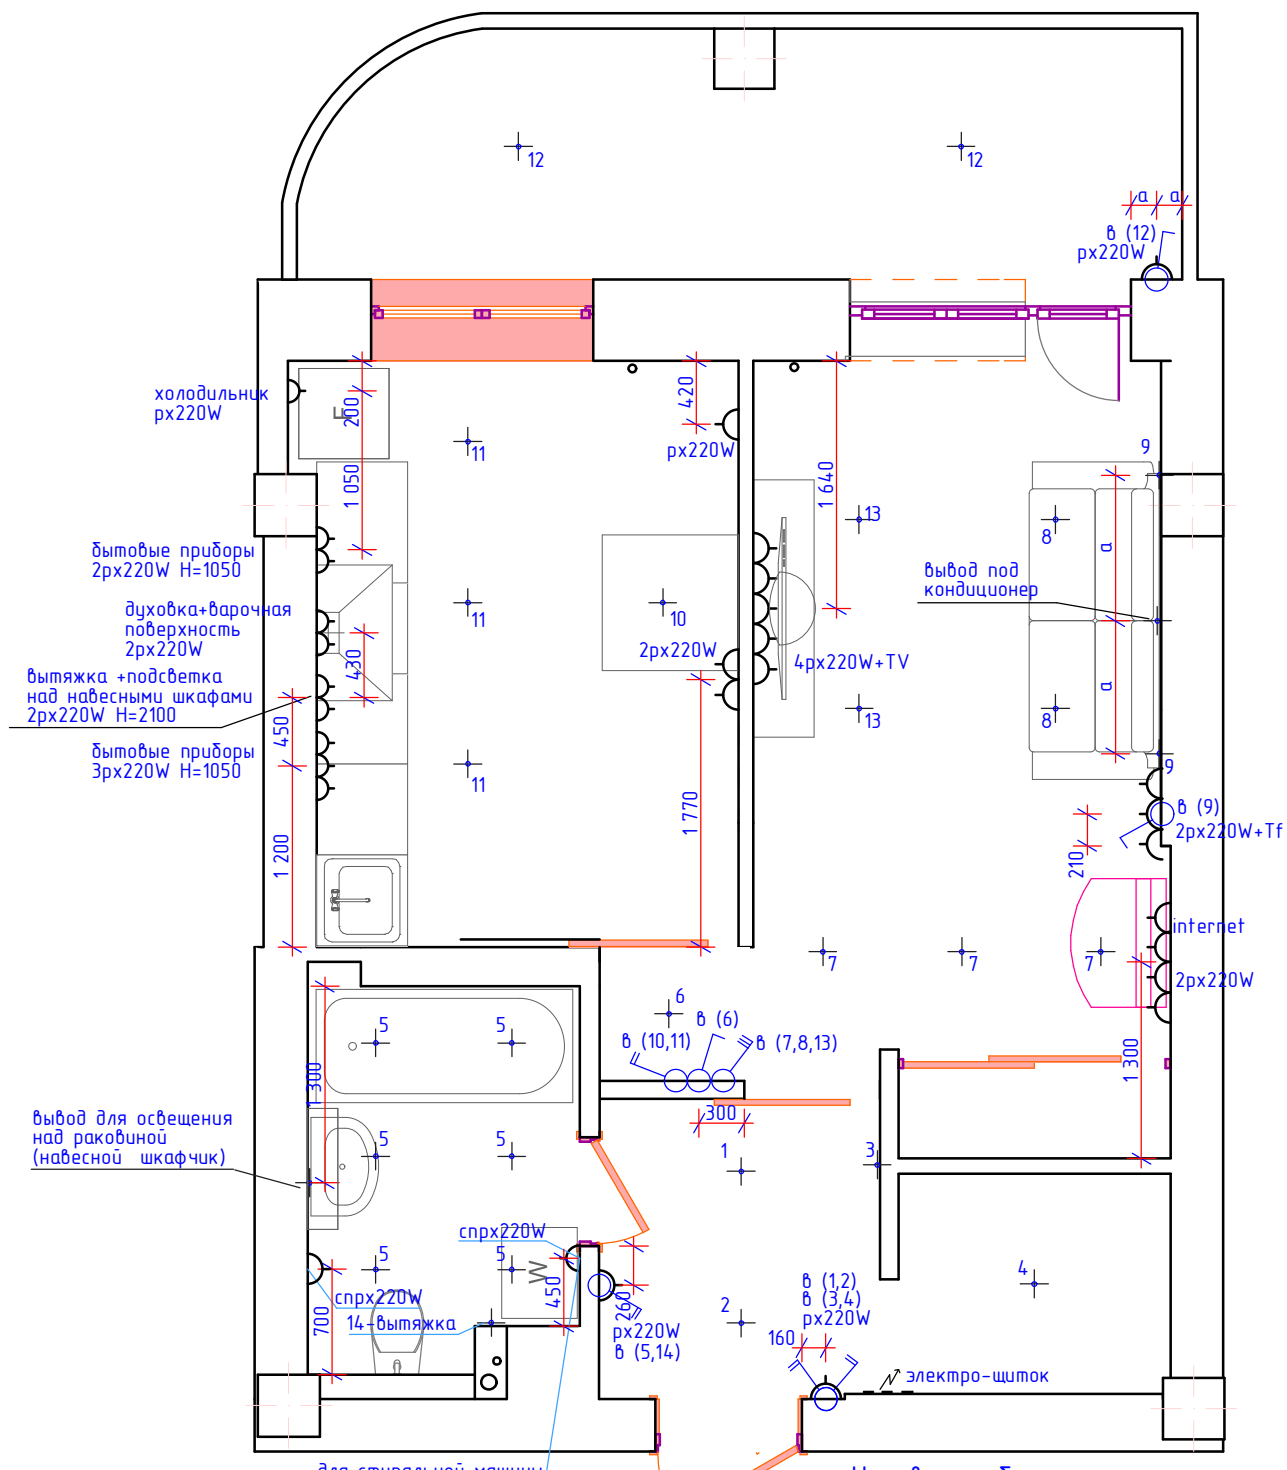 12
12
a
a
в (12)
рх220W
холодильник
рх220W
F
200
420
рх220W
11
9
1 050
1 640
13
8
a
бытовые приборы
2рх220W Н=1050
вывод под
кондиционер
духовка+варочная
поверхность
2рх220W
11
10
2рх220W
4рх220W+TV
430
вытяжка +подсветка
над навесными шкафами
2рх220W Н=2100
a
13
8
450
бытовые приборы
3рх220W Н=1050
11
9
1 770
в (9)
2рх220W+Tf
210
1 200
internet
7
7
7
2рх220W
6
в (6)
в (10,11)
в (7,8,13)
5
5
1 300
1 300
300
вывод для освещения
над раковиной
(навесной шкафчик)
5
5
1
3
спрх220W
5
5
W
450
260
4
спрх220W
14-вытяжка
700
2
рх220W
в (5,14)
в (1,2)
в (3,4)
рх220W
160
электро-щиток
для стиральной машины